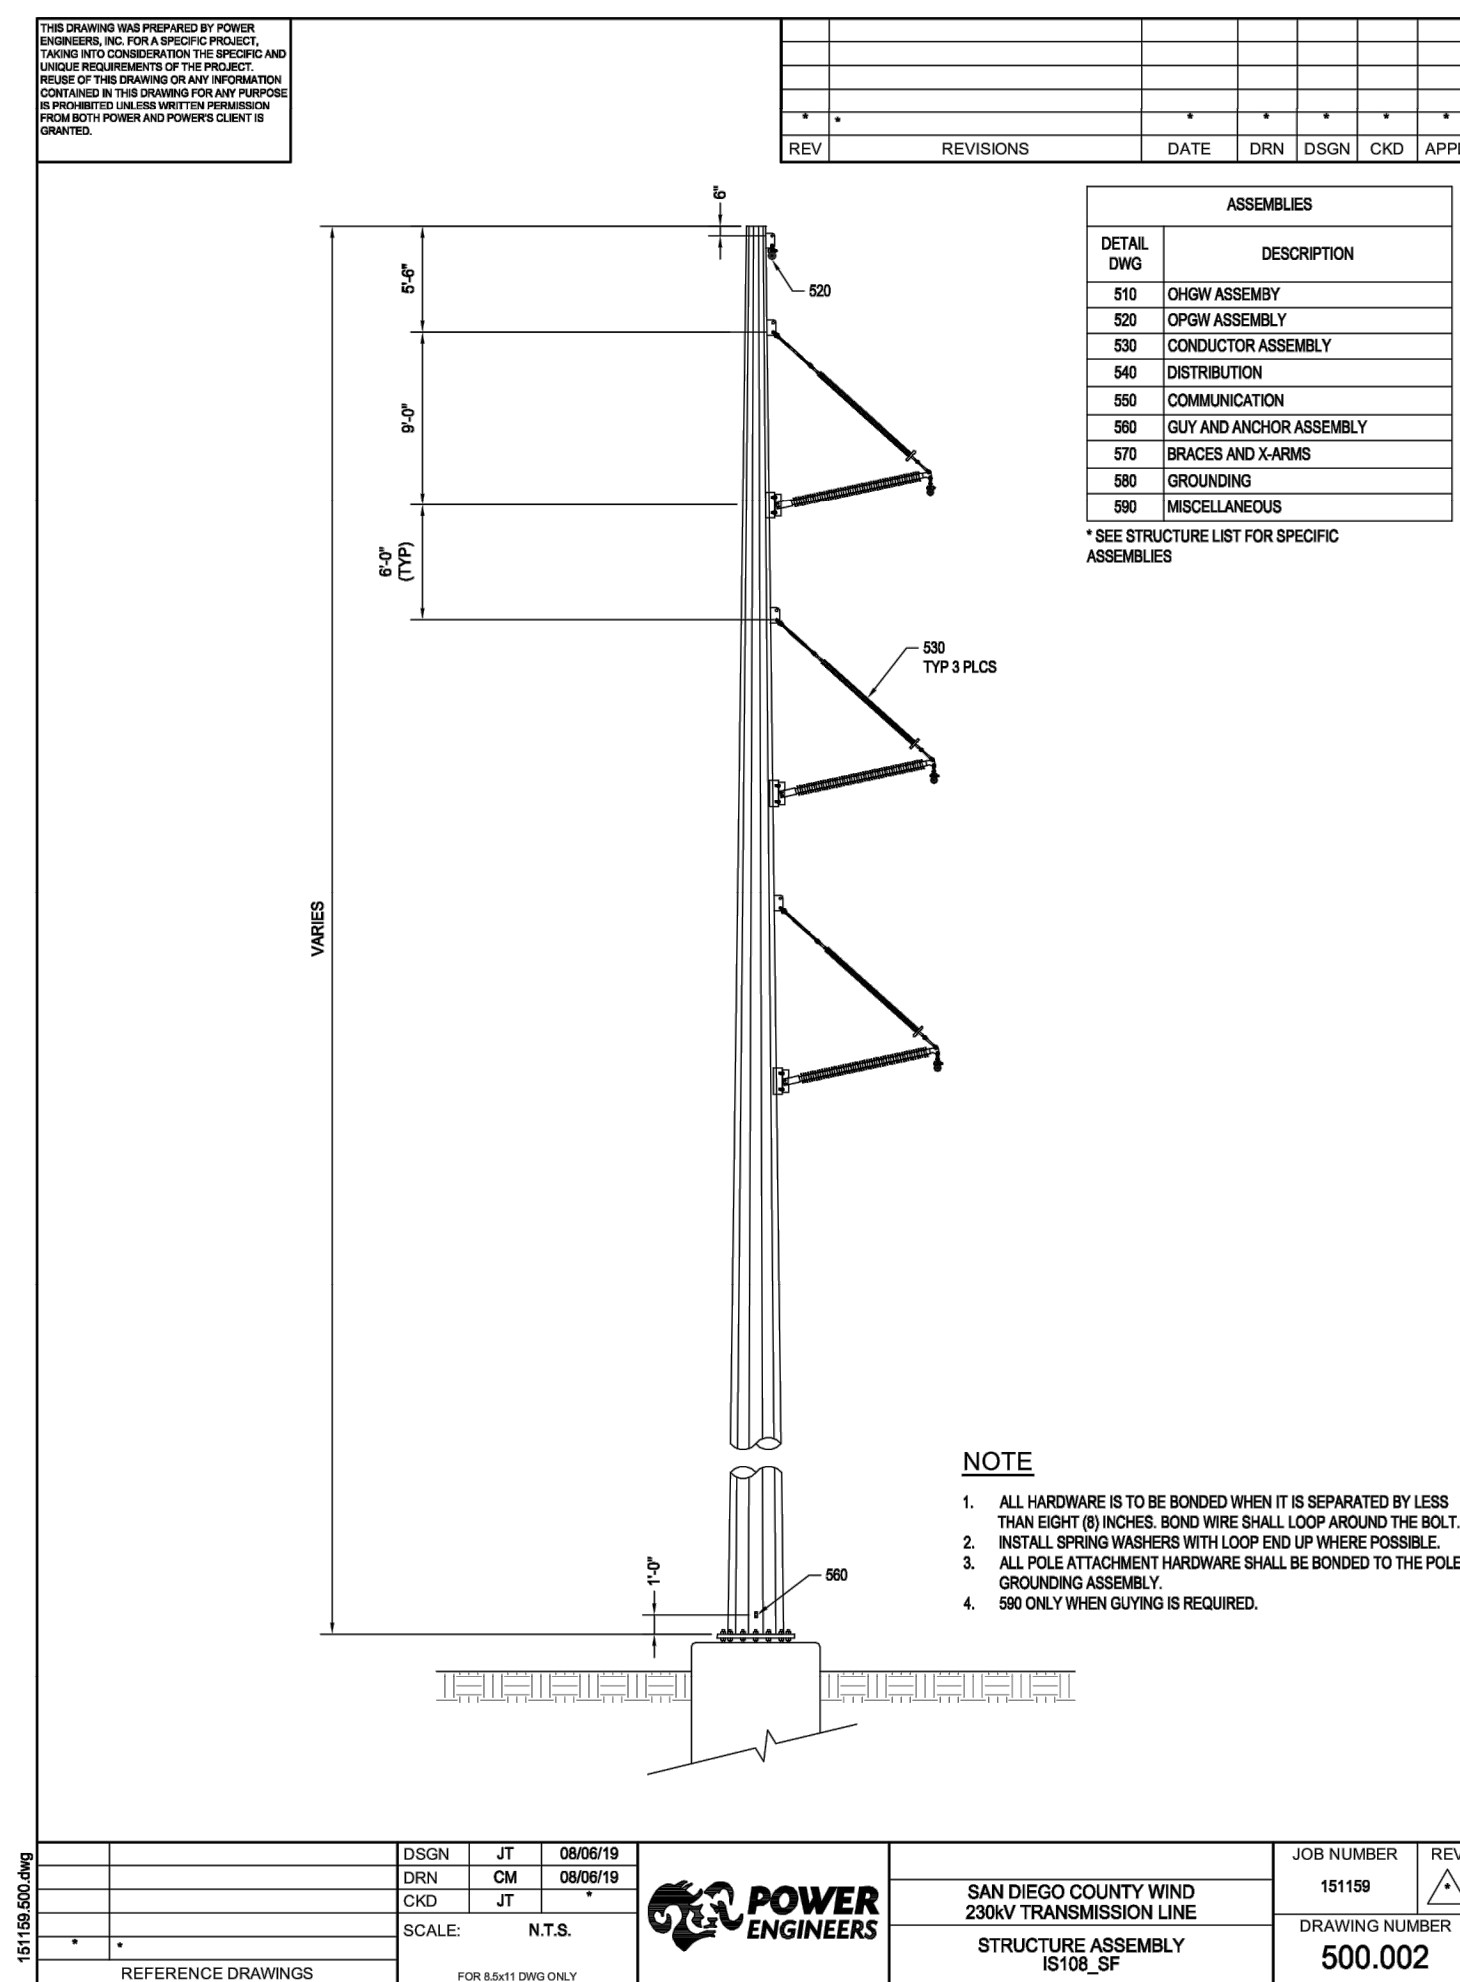 THIS DRAWING WAS PREPARED BY POWER
ENGINEERS, INC. FOR A SPECIFIC PROJECT,
TAKING INTO CONSIDERATION THE SPECIFIC AND
UNIQUE REQUIREMENTS OF THE PROJECT.
REUSE OF THIS DRAWING OR ANY INFORMATION
CONTAINED IN THIS DRAWING FOR ANY PURPOSE
IS PROHIBITED UNLESS WRITTEN PERMISSION
FROM BOTH POWER AND POWER'S CLIENT IS
GRANTED.
* * * * * * *
REV REVISIONS DATE DRN DSGN CKD
ASSEMBLIES
DETAIL DWG DESCRIPTION
510 OHGW ASSEMBY
520 OPGW ASSEMBLY
530 CONDUCTOR ASSEMBLY
540 DISTRIBUTION
550 COMMUNICATION
560 GUY AND ANCHOR ASSEMBLY
570 BRACES AND X-ARMS
580 GROUNDING
590 MISCELLANEOUS
* SEE STRUCTURE LIST FOR SPECIFIC
ASSEMBLIES
6"
5'-6"
520
9'-0"
6'-0"
(TYP)
530
TYP 3 PLCS
VARIES
1'-0"
560
NOTE
1. ALL HARDWARE IS TO BE BONDED WHEN IT IS SEPARATED BY LESS
THAN EIGHT (8) INCHES. BOND WIRE SHALL LOOP AROUND THE BOLT.
2. INSTALL SPRING WASHERS WITH LOOP END UP WHERE POSSIBLE.
3. ALL POLE ATTACHMENT HARDWARE SHALL BE BONDED TO THE POLE
GROUNDING ASSEMBLY.
4. 590 ONLY WHEN GUYING IS REQUIRED.
151159.500.dwg
* *
REFERENCE DRAWINGS
DSGN JT 08/06/19
DRN CM 08/06/19
CKD JT *
SCALE: N.T.S.
FOR 8.5x11 DWG ONLY
POWER
ENGINEERS
SAN DIEGO COUNTY WIND
230kV TRANSMISSION LINE
STRUCTURE ASSEMBLY
IS108_SF
JOB NUMBER REV
151159 *
DRAWING NUMBER
500.002